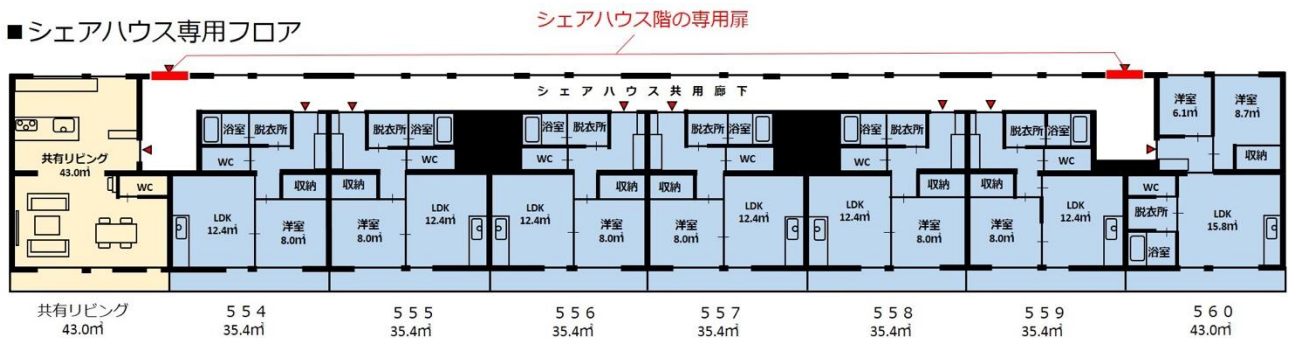 ■シェアハウス専用フロア
シェアハウス階の専用扉
シェアハウス共用廊下
共有リビング
43.0㎡
WC
浴室
脱衣所
WC
収納
LDK
12.4㎡
洋室
8.0㎡
脱衣所
浴室
WC
収納
洋室
8.0㎡
LDK
12.4㎡
浴室
脱衣所
WC
収納
LDK
12.4㎡
洋室
8.0㎡
脱衣所
浴室
WC
収納
洋室
8.0㎡
LDK
12.4㎡
浴室
脱衣所
WC
収納
LDK
12.4㎡
洋室
8.0㎡
脱衣所
浴室
WC
収納
洋室
8.0㎡
LDK
12.4㎡
洋室
6.1㎡
洋室
8.7㎡
収納
WC
脱衣所
浴室
LDK
15.8㎡
共有リビング
43.0㎡
554
35.4㎡
555
35.4㎡
556
35.4㎡
557
35.4㎡
558
35.4㎡
559
35.4㎡
560
43.0㎡